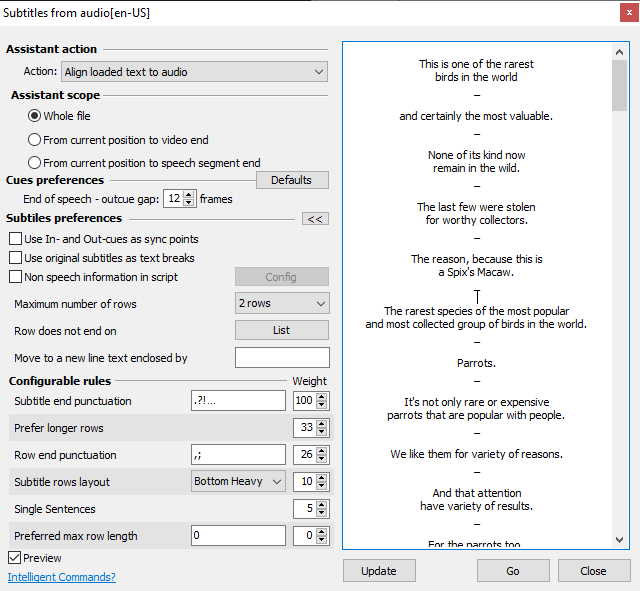 Subtitles from audio[en-US]
Assistant action
Action: Align loaded text to audio
Assistant scope
Whole file
From current position to video end
From current position to speech segment end
Cues preferences
Defaults
End of speech - outcue gap: 12 frames
Subtiles preferences
<<
Use In- and Out-cues as sync points
Use original subtitles as text breaks
Non speech information in script
Config
Maximum number of rows
2 rows
Row does not end on
List
Move to a new line text enclosed by
Configurable rules
Weight
Subtitle end punctuation
.?!...
100
Prefer longer rows
33
Row end punctuation
,;
26
Subtitle rows layout
Bottom Heavy
10
Single Sentences
5
Preferred max row length
0
0
Preview
Intelligent Commands?
This is one of the rarest
birds in the world
–
and certainly the most valuable.
–
None of its kind now
remain in the wild.
–
The last few were stolen
for worthy collectors.
–
The reason, because this is
a Spix's Macaw.
The rarest species of the most popular
and most collected group of birds in the world.
–
Parrots.
–
It's not only rare or expensive
parrots that are popular with people.
–
We like them for variety of reasons.
–
And that attention
have variety of results.
–
For the parrots too
Update
Go
Close